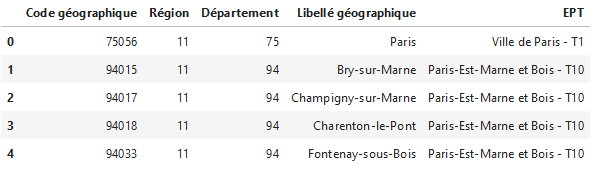 Code géographique Région Département Libellé géographique EPT
0 75056 11 75 Paris Ville de Paris - T1
1 94015 11 94 Bry-sur-Marne Paris-Est-Marne et Bois - T10
2 94017 11 94 Champigny-sur-Marne Paris-Est-Marne et Bois - T10
3 94018 11 94 Charenton-le-Pont Paris-Est-Marne et Bois - T10
4 94033 11 94 Fontenay-sous-Bois Paris-Est-Marne et Bois - T10